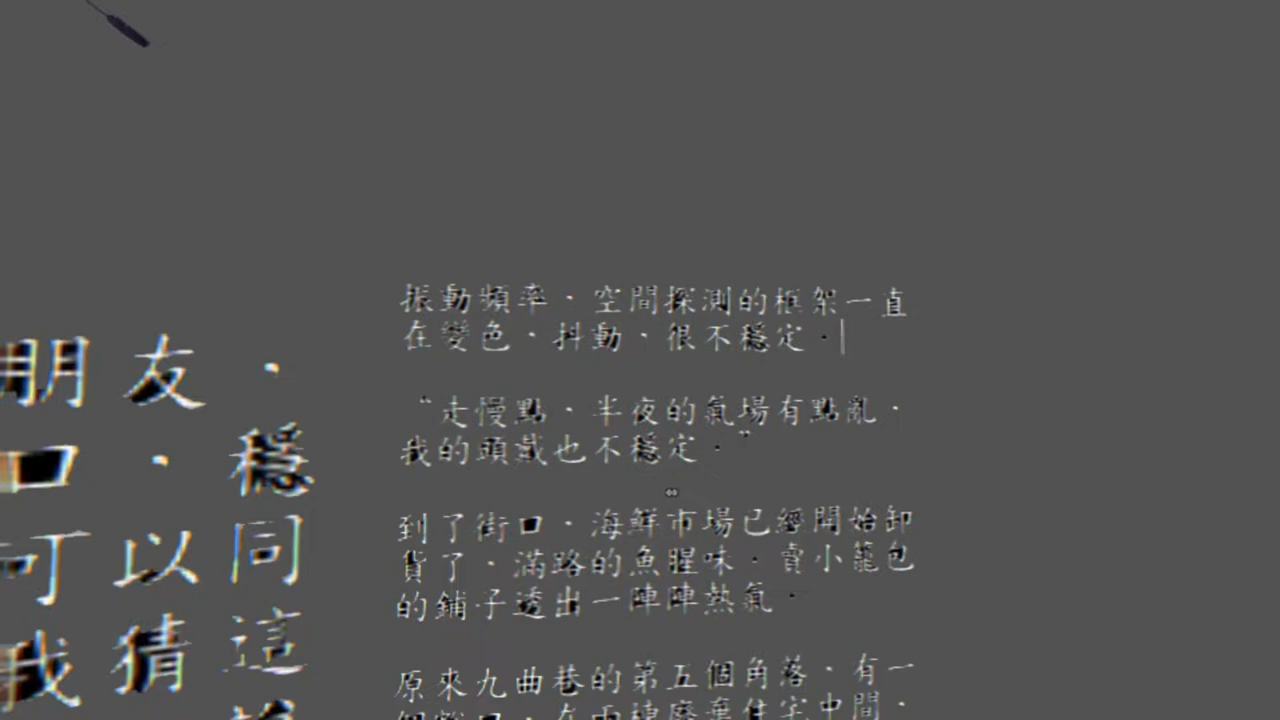 振動頻率．空間探測的框架一直
在變色．抖動．很不穩定．
“走慢點．半夜的氣場有點亂．
我的頭戴也不穩定．”
到了街口．海鮮市場已經開始卸
貨了．滿路的魚腥味．賣小籠包
的鋪子透出一陣陣熱氣．
原來九曲巷的第五個角落．有一
住宅中間．
朋友．
口．穩
可以同
我猜這